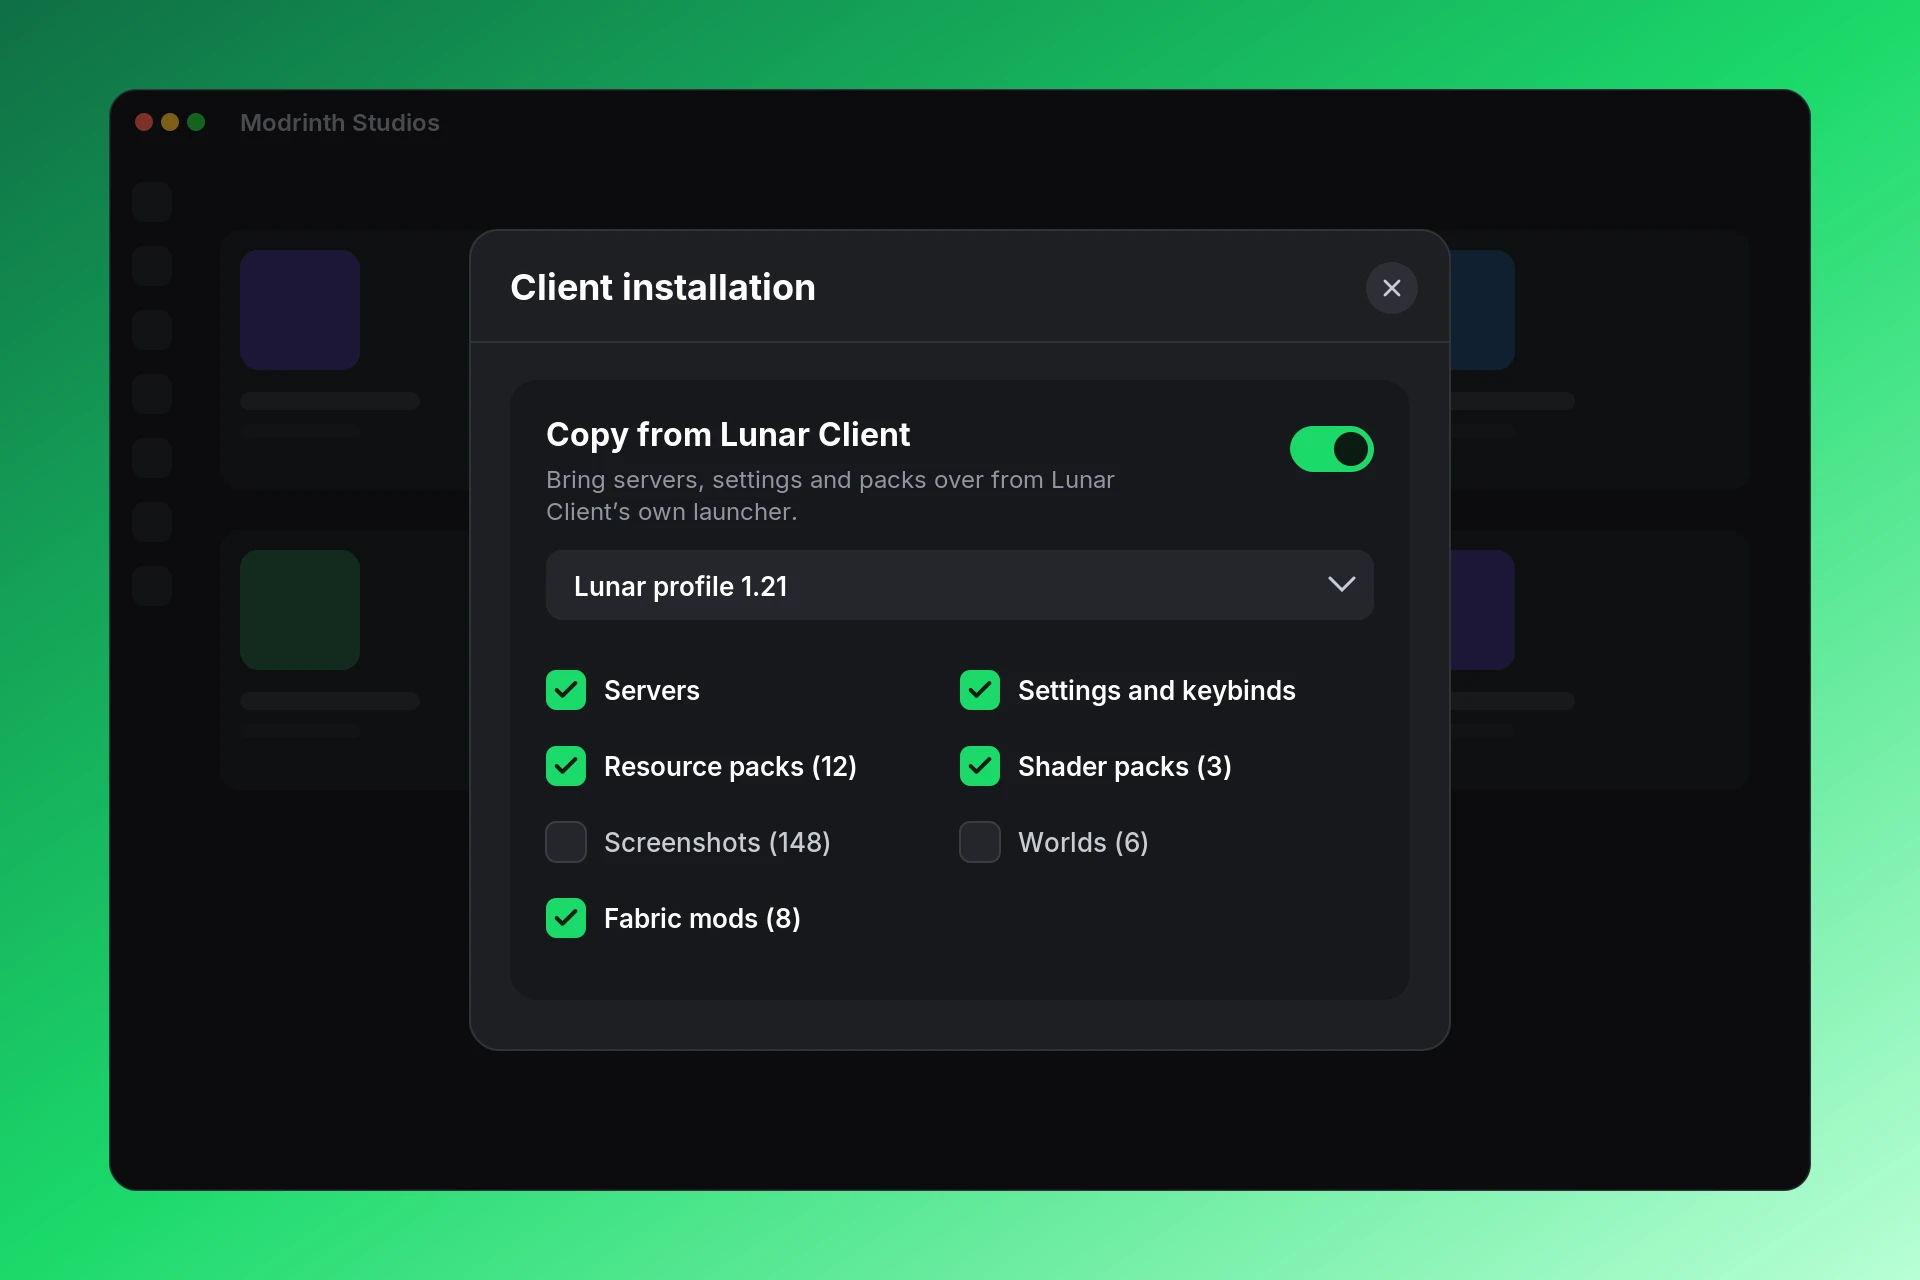 Modrinth Studios
Client installation
Copy from Lunar Client
Bring servers, settings and packs over from Lunar
Client’s own launcher.
Lunar profile 1.21
Servers
Settings and keybinds
Resource packs (12)
Shader packs (3)
Screenshots (148)
Worlds (6)
Fabric mods (8)